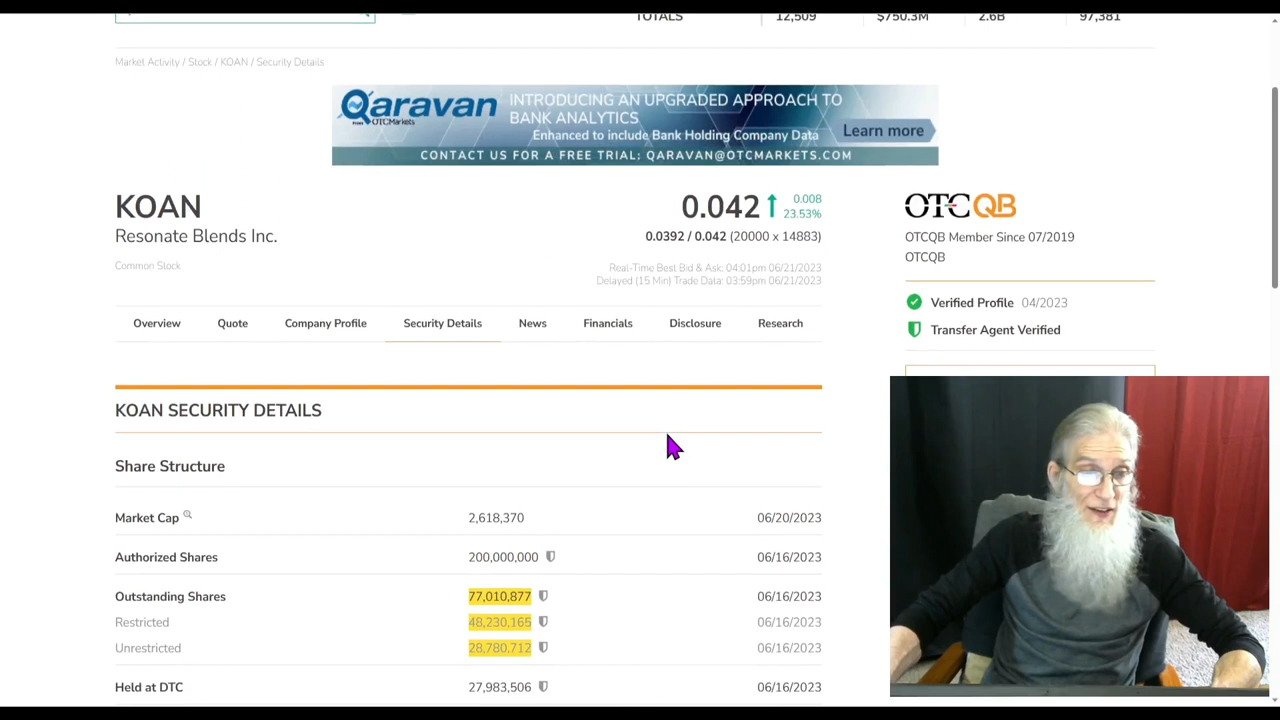 TOTALS 12,509 $750.3M 2.6B 97,381
Market Activity / Stock / KOAN / Security Details
Qaravan
From OTCMarkets
INTRODUCING AN UPGRADED APPROACH TO
BANK ANALYTICS
Enhanced to include Bank Holding Company Data
Learn more
CONTACT US FOR A FREE TRIAL: QARAVAN@OTCMARKETS.COM
KOAN
Resonate Blends Inc.
Common Stock
0.042 0.008
23.53%
0.0392 / 0.042 (20000 x 14883)
Real-Time Best Bid & Ask: 04:01pm 06/21/2023
Delayed (15 Min) Trade Data: 03:59pm 06/21/2023
OTCQB
OTCQB Member Since 07/2019
OTCQB
Verified Profile 04/2023
Transfer Agent Verified
Overview Quote Company Profile Security Details News Financials Disclosure Research
KOAN SECURITY DETAILS
Share Structure
Market Cap 2,618,370 06/20/2023
Authorized Shares 200,000,000 06/16/2023
Outstanding Shares 77,010,877 06/16/2023
Restricted 48,230,165 06/16/2023
Unrestricted 28,780,712 06/16/2023
Held at DTC 27,983,506 06/16/2023